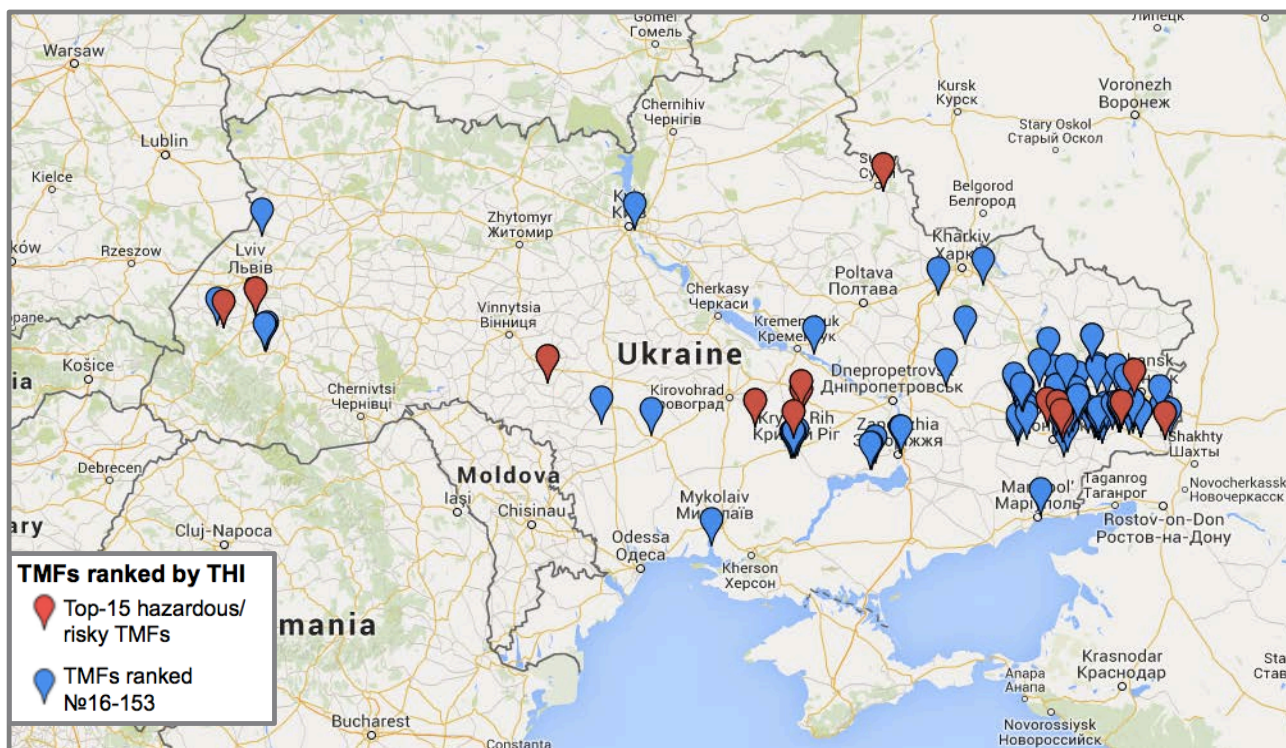 Gomel
Гомель
Липецк
Warsaw
Kursk
Курск
Voronezh
Воронеж
Chernihiv
Чернігів
Stary Oskol
Старый Оскол
Lublin
Kielce
Belgorod
Белгород
Zhytomyr
Житомир
Київ
Kharkiv
Rzeszow
Lviv
Львів
Poltava
Полтава
Cherkasy
Черкаси
Vinnytsia
Вінниця
Ukraine
Košice
Chernivtsi
Чернівці
Kirovohrad
Dnepropetrovs
Дніпропетровськ
Shakhty
Шахты
Debrecen
Moldova
Iași
Chisinau
Mykolaiv
Taganrog
Таганрог
Novocherkassk
Новочеркасск
Rostov-on-Don
Ростов-на-Дону
Cluj-Napoca
Odessa
Одеса
Kherson
Херсон
TMFs ranked by THI
Top-15 hazardous/
risky TMFs
TMFs ranked
№16-153
mania
Krasnodar
Краснодар
Anapa
Анапа
Novorossiysk
Новороссийск
Bucharest
Constanta